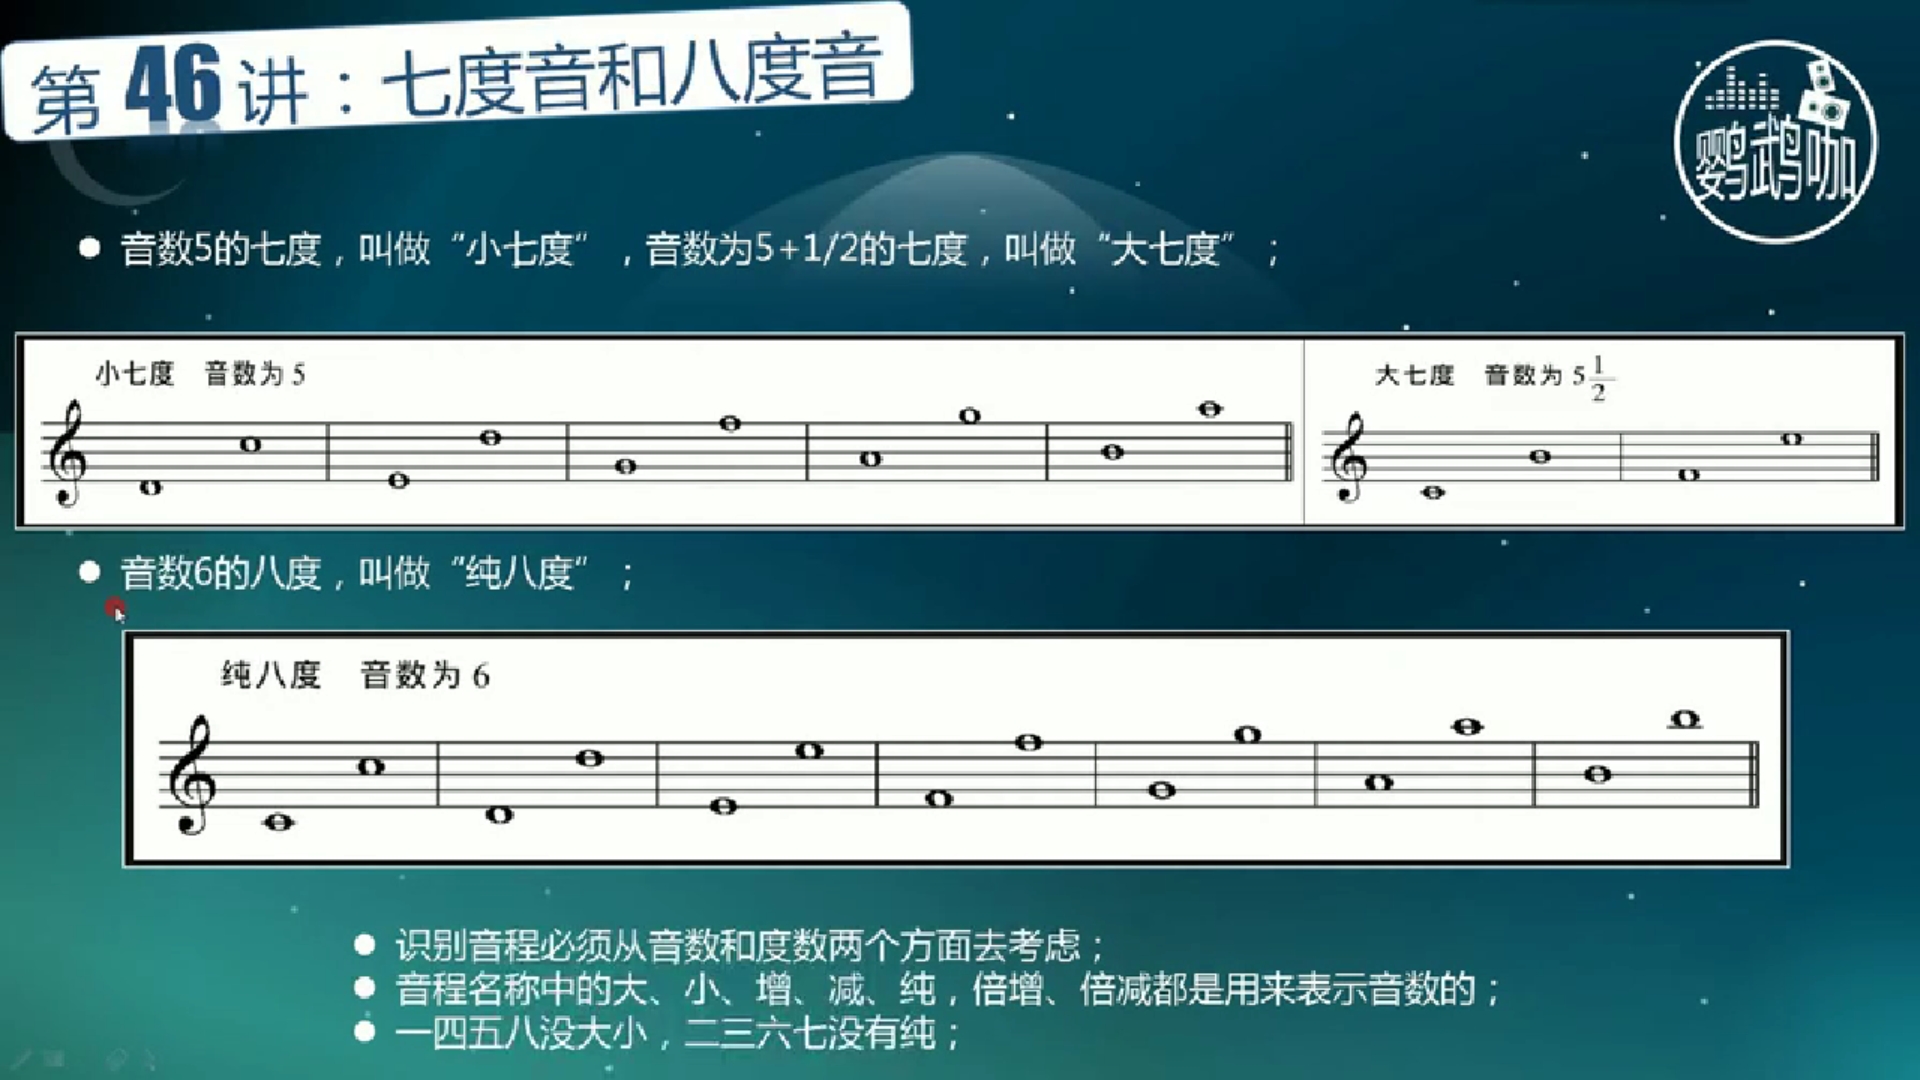 第 46 讲：七度音和八度音
鹦鹉咖
● 音数5的七度，叫做“小七度”，音数为5+1/2的七度，叫做“大七度”；
小七度 音数为 5
大七度 音数为 5 1/2
● 音数6的八度，叫做“纯八度”；
纯八度 音数为 6
● 识别音程必须从音数和度数两个方面去考虑；
● 音程名称中的大、小、增、减、纯，倍增、倍减都是用来表示音数的；
● 一四五八没大小，二三六七没有纯；